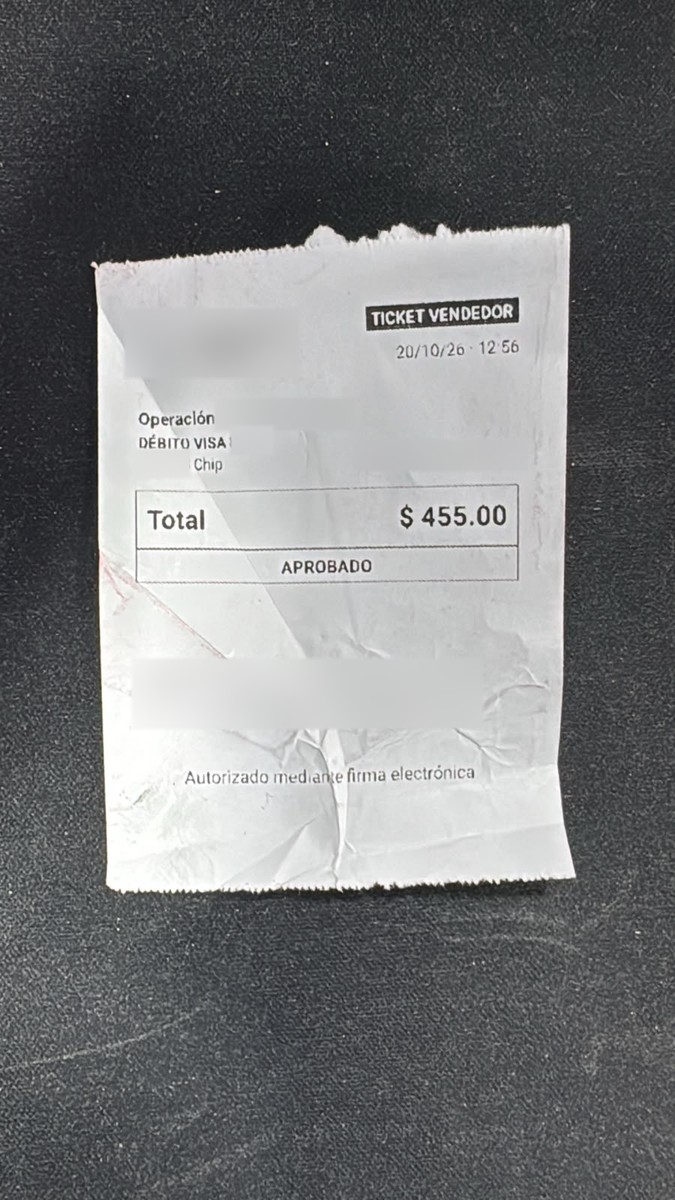 TICKET VENDEDOR
20/10/26 · 12:56
Operación
DÉBITO VISA
Chip
Total $ 455.00
APROBADO
Autorizado mediante firma electrónica